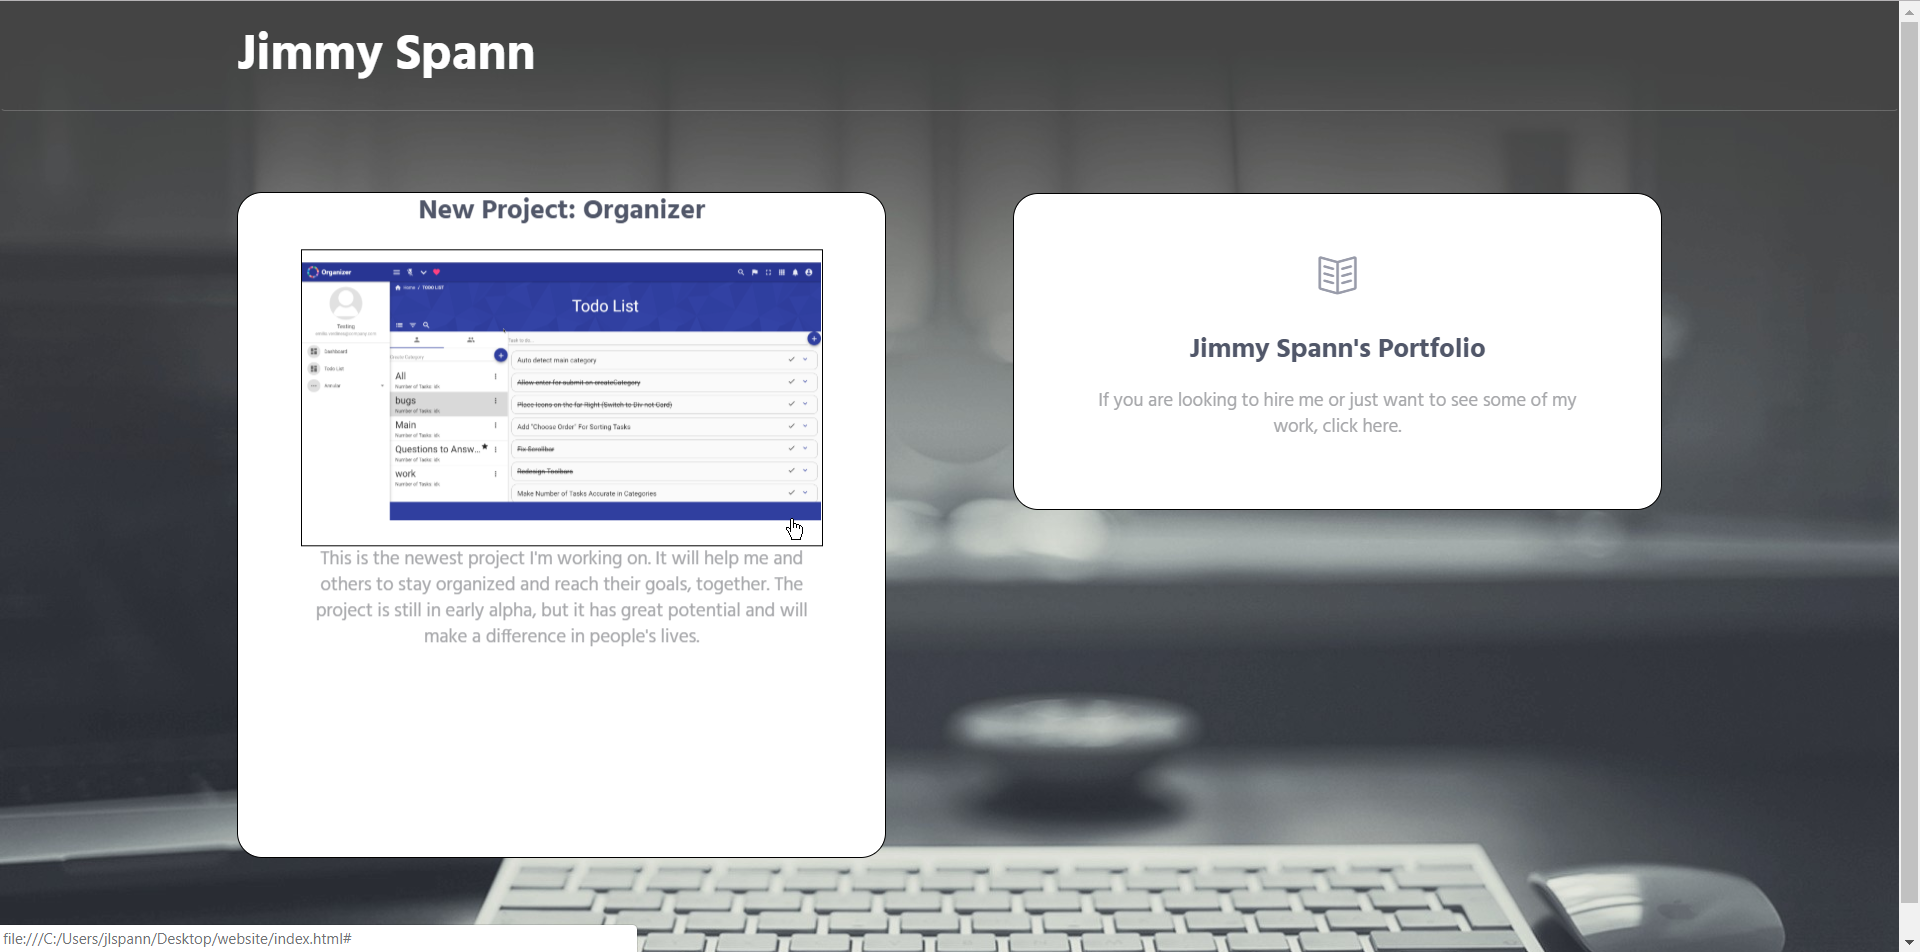 Jimmy Spann
New Project: Organizer
Organizer
Home / TODO LIST
Todo List
Testing
Dashboard
Todo List
Create Category
Task to do...
All
Number of Tasks:
bugs
Number of Tasks:
Main
Number of Tasks:
Questions to Answ...
Number of Tasks:
work
Number of Tasks:
Auto detect main category
Allow enter for submit on createCategory
Place Icons on the far Right (Switch to Div not Card)
Add "Choose Order" For Sorting Tasks
Fix Scrollbar
Redesign Toolbars
Make Number of Tasks Accurate in Categories
This is the newest project I'm working on. It will help me and
others to stay organized and reach their goals, together. The
project is still in early alpha, but it has great potential and will
make a difference in people's lives.
Jimmy Spann's Portfolio
If you are looking to hire me or just want to see some of my
work, click here.
file:///C:/Users/jlspann/Desktop/website/index.html#